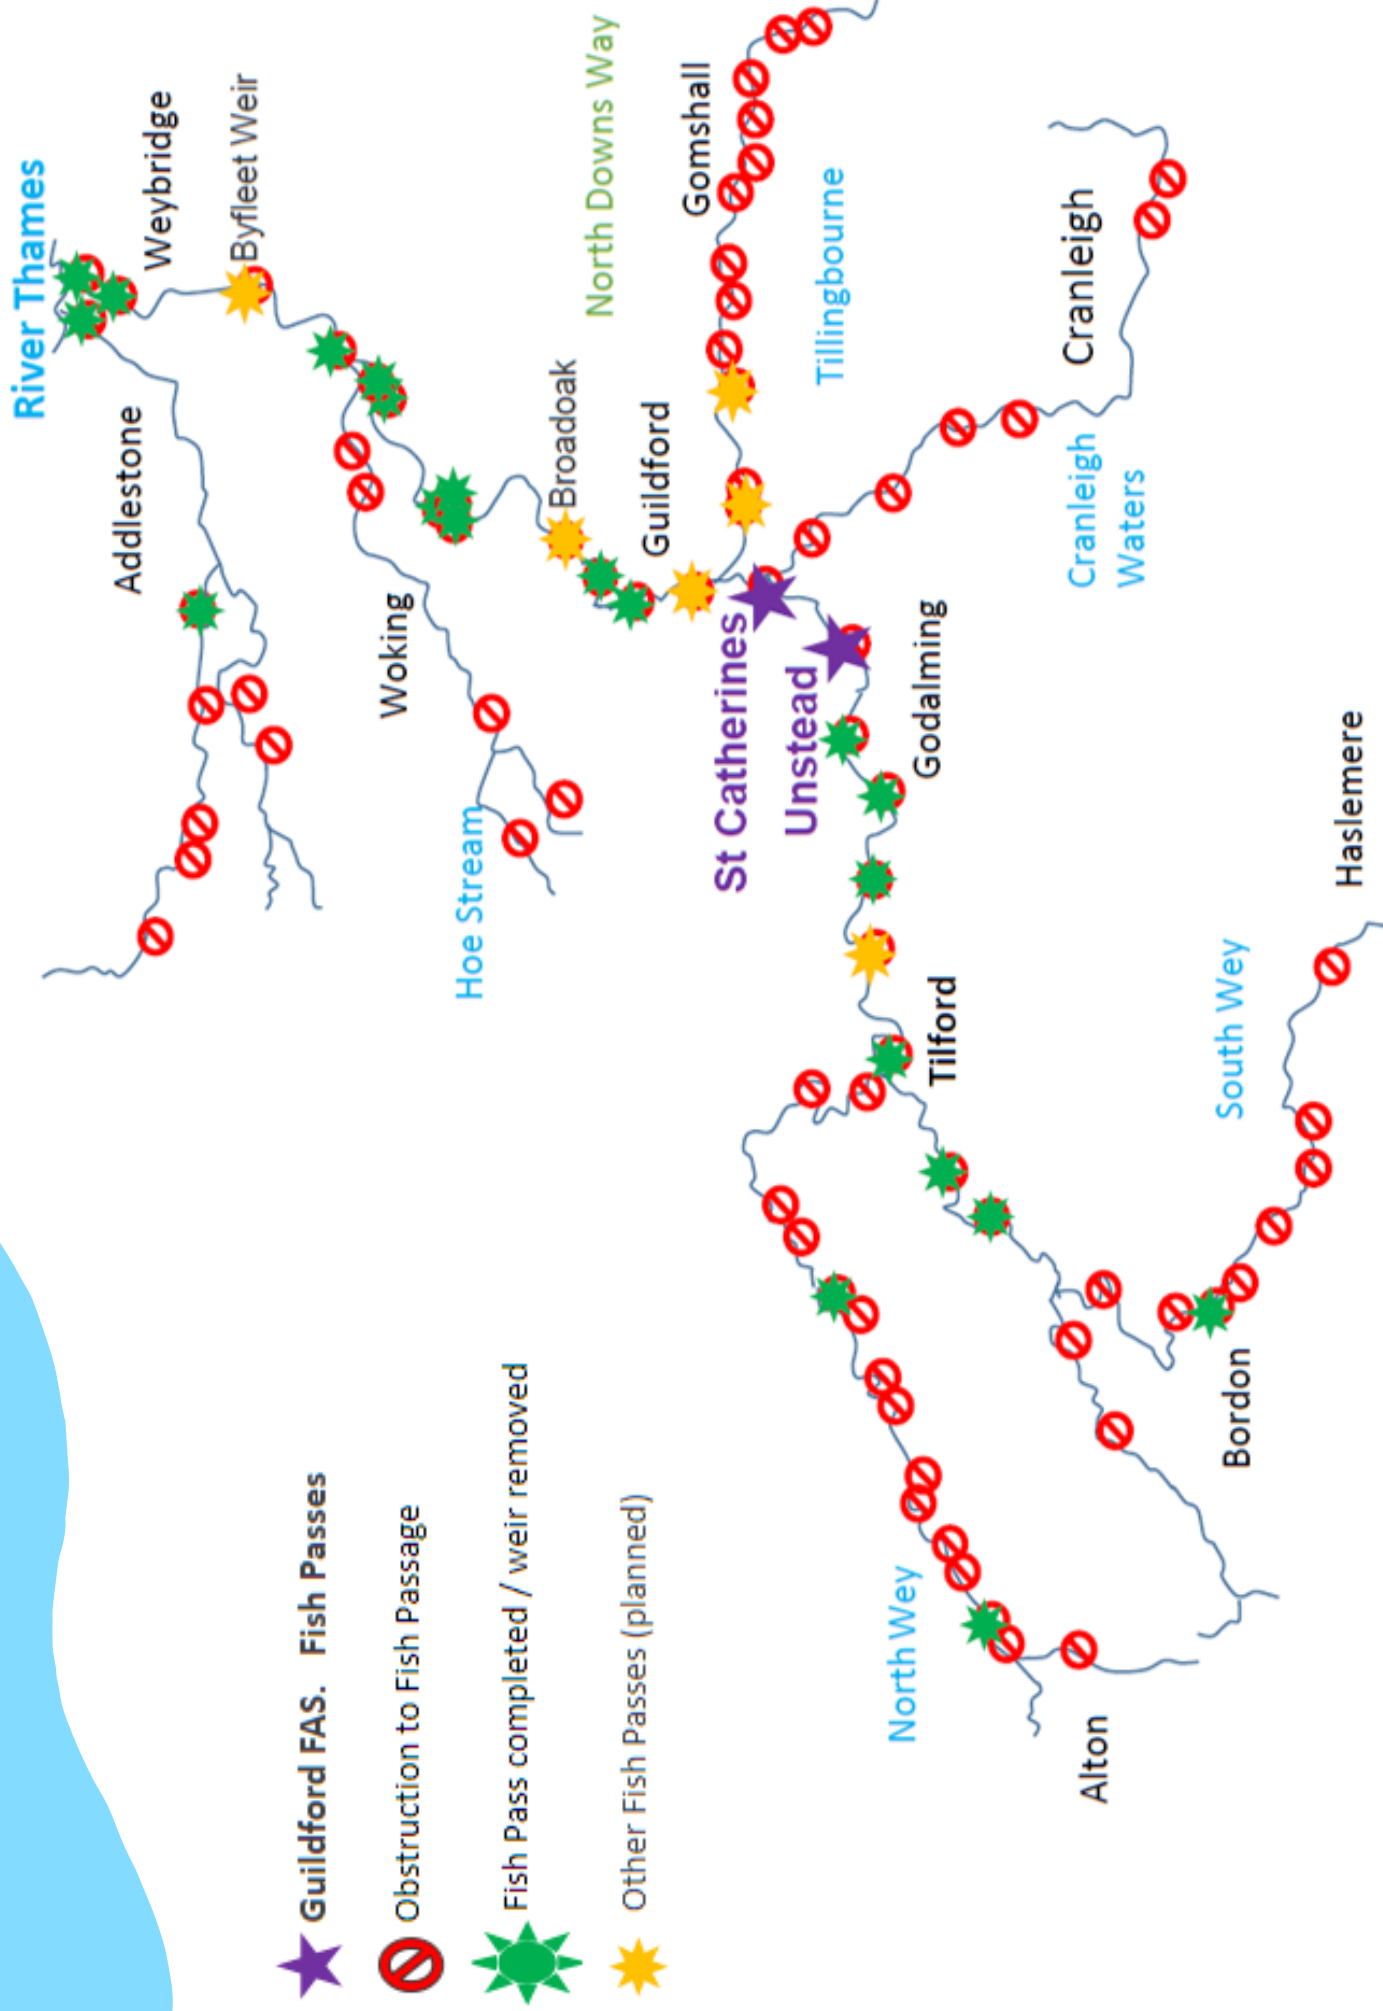 River Thames
Weybridge
Byfleet Weir
Addlestone
Woking
Hoe Stream
Broadoak
North Downs Way
Guildford
Gomshall
Tillingbourne
St Catherines
Unstead
Godalming
Cranleigh
Cranleigh
Waters
Tilford
North Wey
South Wey
Haslemere
Bordon
Alton
Guildford FAS. Fish Passes
Obstruction to Fish Passage
Fish Pass completed / weir removed
Other Fish Passes (planned)